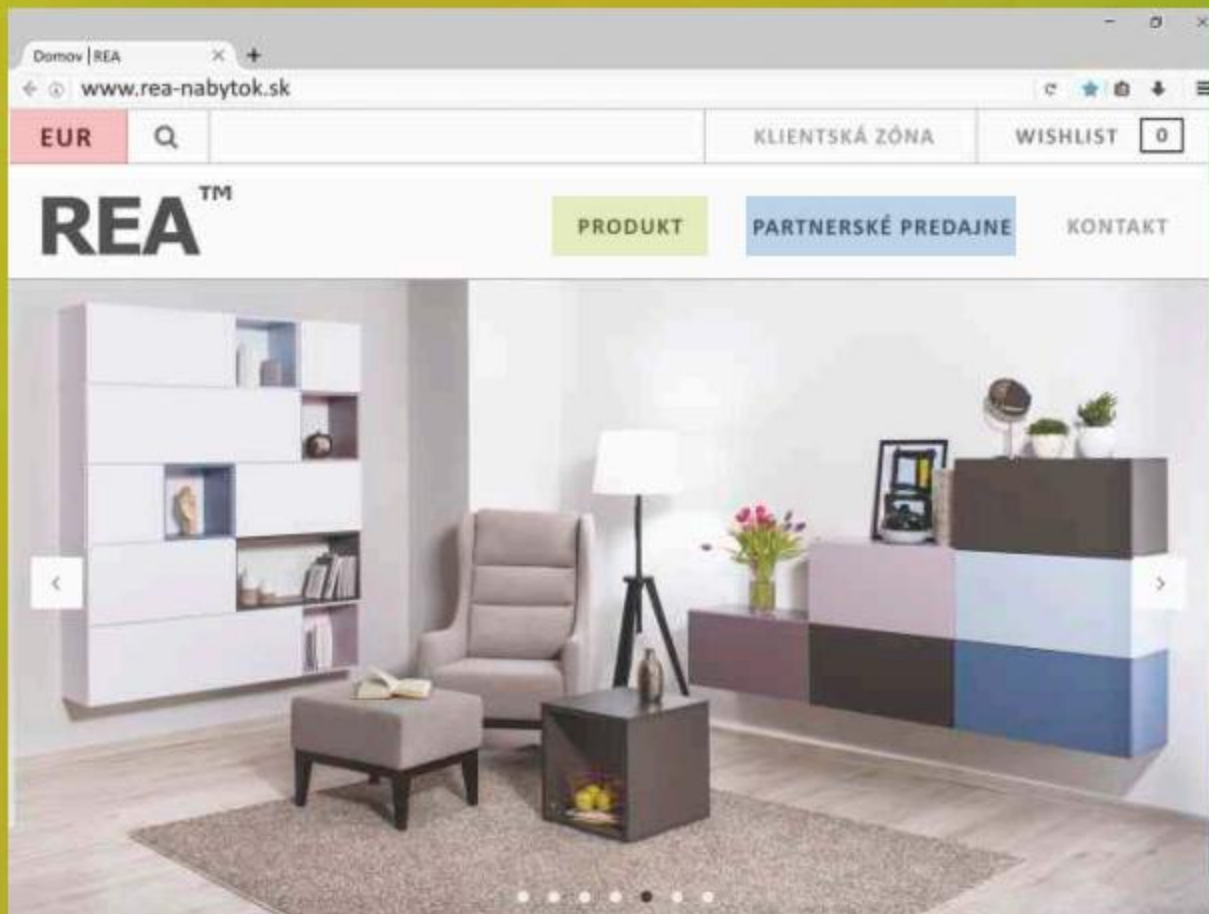 Domov | REA
www.rea-nabytok.sk
EUR
KLIENTSKÁ ZÓNA
WISHLIST 0
REA™
PRODUKT PARTNERSKÉ PREDAJNE KONTAKT